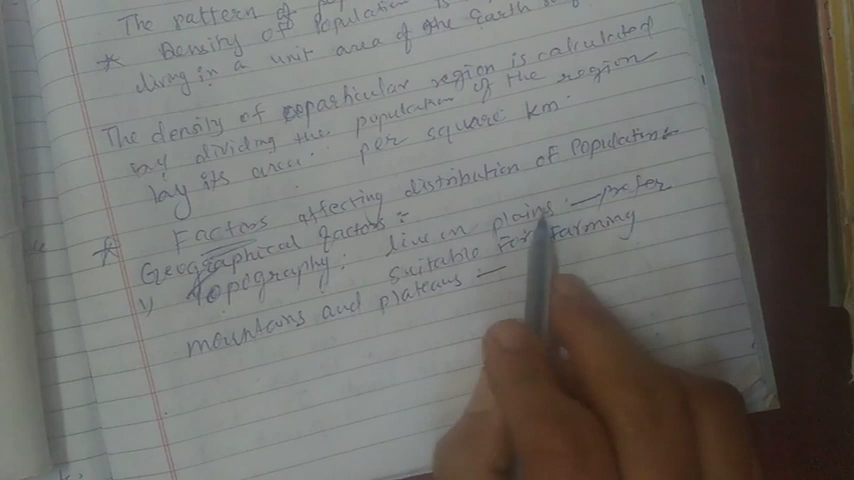 The pattern of
* Density of Population is
living in a unit area of the Earth
The density of particular region is calculated
by dividing the population of the region
by its area. per square km.
* Factors affecting distribution of Population
Geographical factors :-
1) Topography: live in plains :- prefer
suitable for farming
mountains and plateaus -